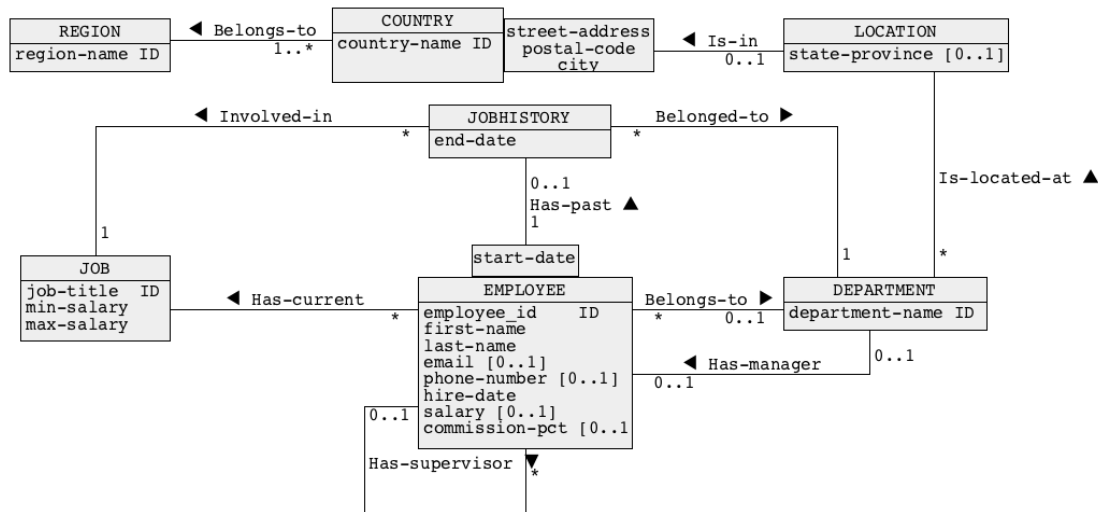 REGION
region-name ID
◀ Belongs-to
1..*
COUNTRY
country-name ID
street-address
postal-code
city
◀ Is-in
0..1
LOCATION
state-province [0..1]
◀ Involved-in
*
JOBHISTORY
end-date
Belonged-to ▶
*
0..1
Has-past ▲
1
Is-located-at ▲
1
start-date
1
*
JOB
job-title ID
min-salary
max-salary
◀ Has-current
*
EMPLOYEE
employee_id ID
first-name
last-name
email [0..1]
phone-number [0..1]
hire-date
salary [0..1]
commission-pct [0..1
Belongs-to ▶
*
0..1
DEPARTMENT
department-name ID
◀ Has-manager
0..1
0..1
0..1
Has-supervisor ▼
*